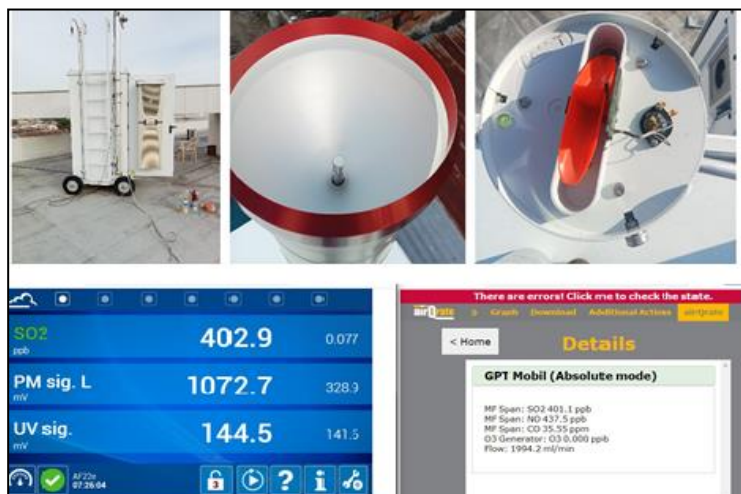 SO2
ppb
402.9
0.077
PM sig. L
mV
1072.7
328.9
UV sig.
mV
144.5
141.5
AF22e
07:26:04
3
?
i
There are errors! Click me to check the state.
Graph Download Additional Actions airQrate
< Home
Details
GPT Mobil (Absolute mode)
MF Span: SO2 401.1 ppb
MF Span: NO 437.5 ppb
MF Span: CO 35.55 ppm
O3 Generator: O3 0.000 ppb
Flow: 1994.2 ml/min